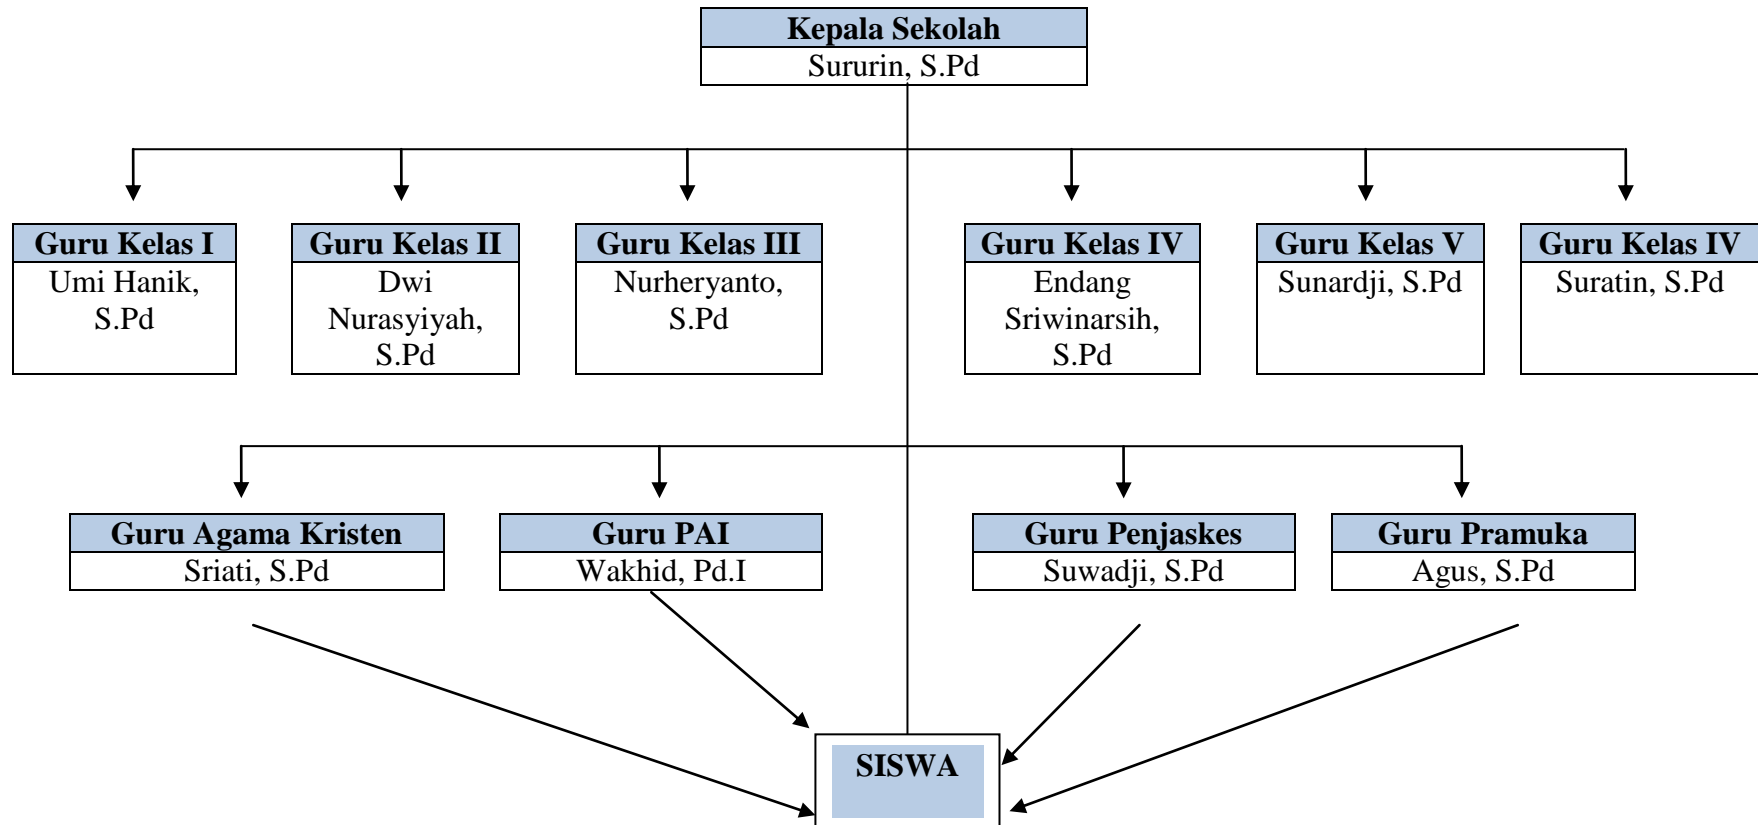 Kepala Sekolah
Sururin, S.Pd
Guru Kelas I
Umi Hanik,
S.Pd
Guru Kelas II
Dwi
Nurasyiyah,
S.Pd
Guru Kelas III
Nurheryanto,
S.Pd
Guru Kelas IV
Endang
Sriwinarsih,
S.Pd
Guru Kelas V
Sunardji, S.Pd
Guru Kelas IV
Suratin, S.Pd
Guru Agama Kristen
Sriati, S.Pd
Guru PAI
Wakhid, Pd.I
Guru Penjaskes
Suwadji, S.Pd
Guru Pramuka
Agus, S.Pd
SISWA